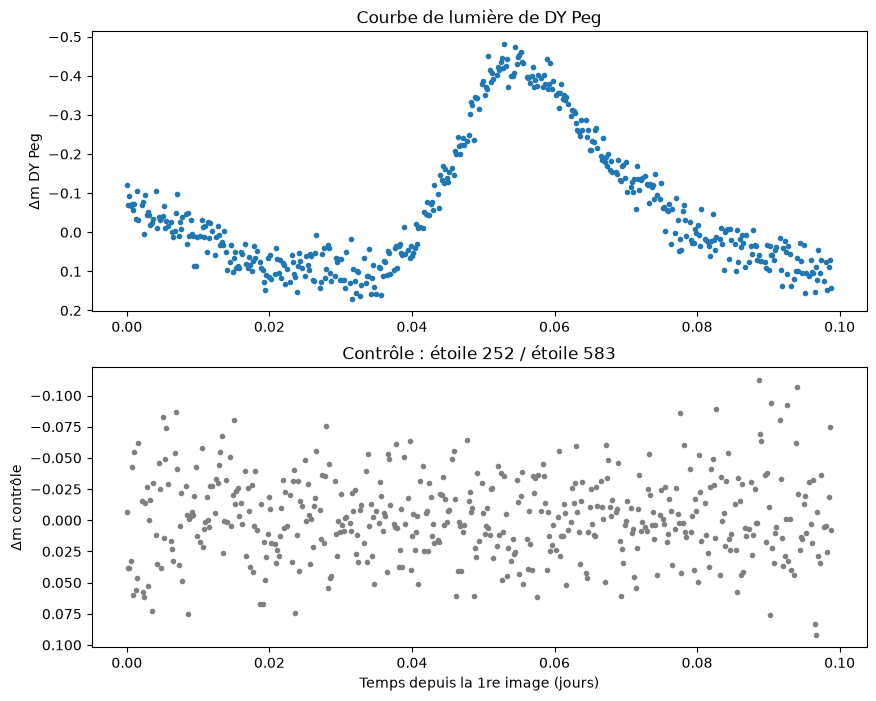 Courbe de lumière de DY Peg
−0.5
−0.4
−0.3
−0.2
−0.1
0.0
0.1
0.2
Δm DY Peg
0.00 0.02 0.04 0.06 0.08 0.10
Contrôle : étoile 252 / étoile 583
−0.100
−0.075
−0.050
−0.025
0.000
0.025
0.050
0.075
0.100
Δm contrôle
0.00 0.02 0.04 0.06 0.08 0.10
Temps depuis la 1re image (jours)